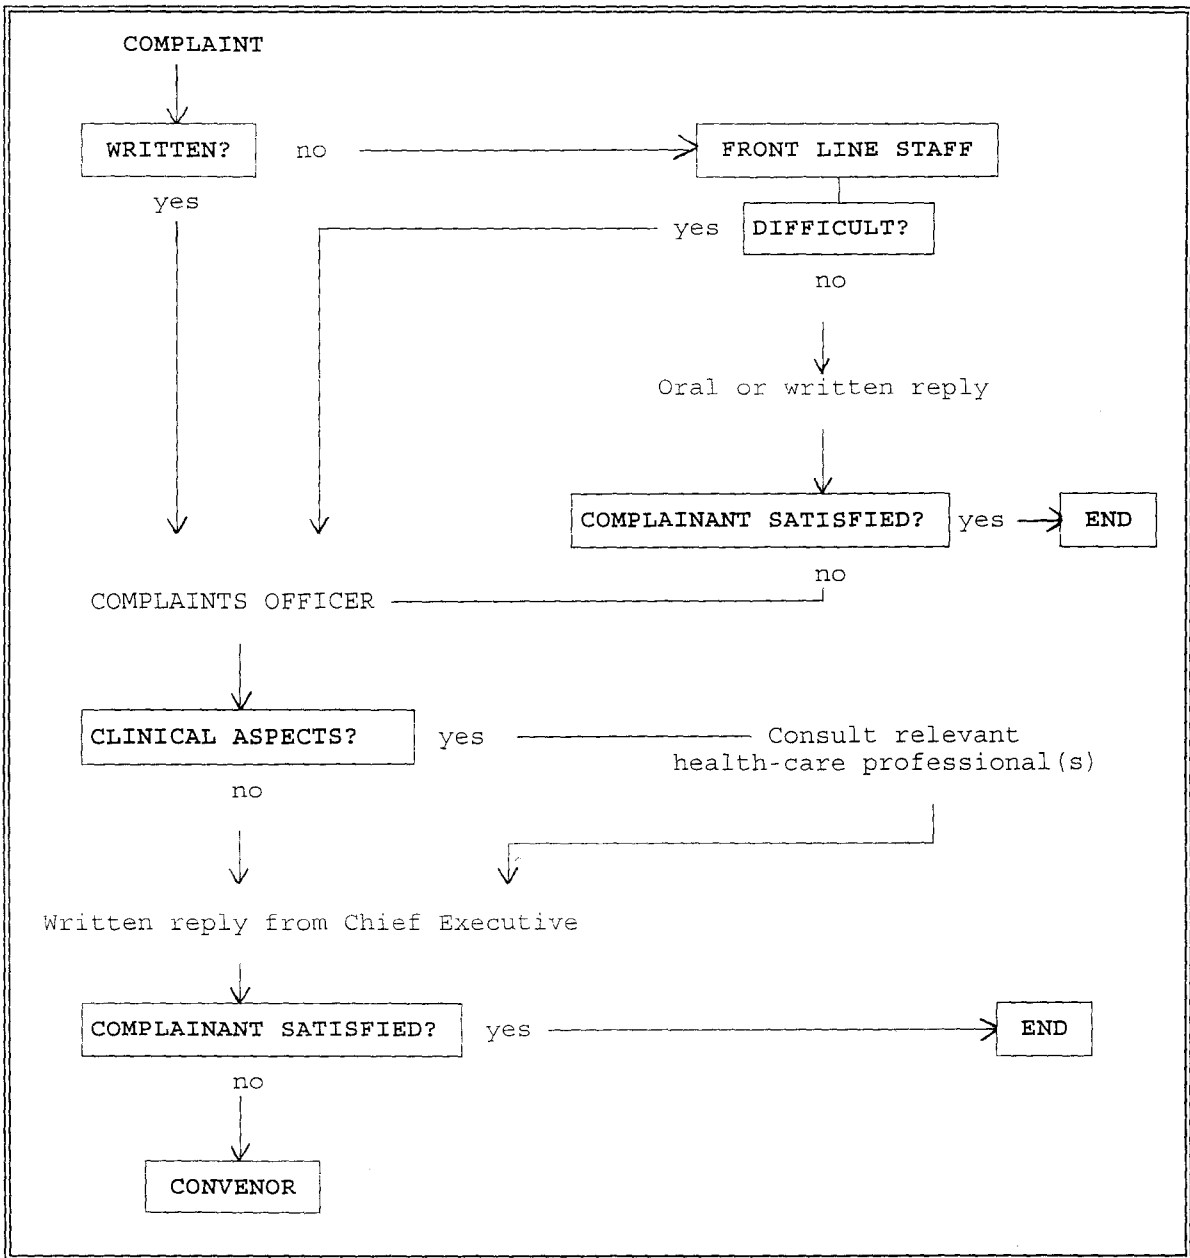 COMPLAINT
WRITTEN? no FRONT LINE STAFF
yes
yes DIFFICULT?
no
Oral or written reply
COMPLAINANT SATISFIED? yes END
no
COMPLAINTS OFFICER
CLINICAL ASPECTS? yes Consult relevant
health-care professional(s)
no
Written reply from Chief Executive
COMPLAINANT SATISFIED? yes END
no
CONVENOR